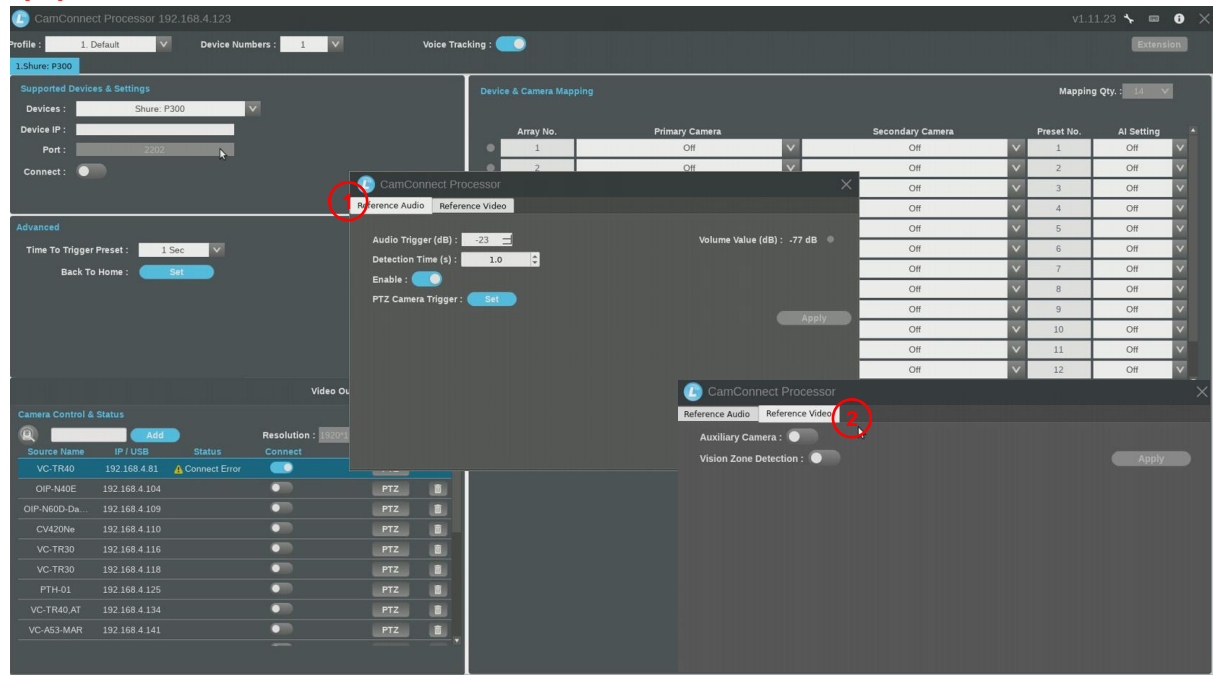 CamConnect Processor 192.168.4.123
v1.11.23
Profile : 1. Default Device Numbers : 1 Voice Tracking :
Extension
1.Shure: P300
Supported Devices & Settings
Devices : Shure: P300
Device IP :
Port : 2202
Connect :
Advanced
Time To Trigger Preset : 1 Sec
Back To Home : Set
Device & Camera Mapping
Mapping Qty. : 14
Array No. Primary Camera Secondary Camera Preset No. AI Setting
1 Off Off 1 Off
2 Off Off 2 Off
Off 3 Off
Off 4 Off
Off 5 Off
Off 6 Off
Off 7 Off
Off 8 Off
Off 9 Off
Off 10 Off
Off 11 Off
Off 12 Off
CamConnect Processor
1
Reference Audio Reference Video
Audio Trigger (dB) : -23
Volume Value (dB) : -77 dB
Detection Time (s) : 1.0
Enable :
PTZ Camera Trigger : Set
Apply
Video Ou
Camera Control & Status
Add
Resolution : 1920*1
Source Name IP / USB Status Connect
VC-TR40 192.168.4.81 Connect Error
OIP-N40E 192.168.4.104 PTZ
OIP-N60D-Da... 192.168.4.109 PTZ
CV420Ne 192.168.4.110 PTZ
VC-TR30 192.168.4.116 PTZ
VC-TR30 192.168.4.118 PTZ
PTH-01 192.168.4.125 PTZ
VC-TR40,AT 192.168.4.134 PTZ
VC-A53-MAR 192.168.4.141 PTZ
CamConnect Processor
Reference Audio Reference Video
2
Auxiliary Camera :
Vision Zone Detection :
Apply